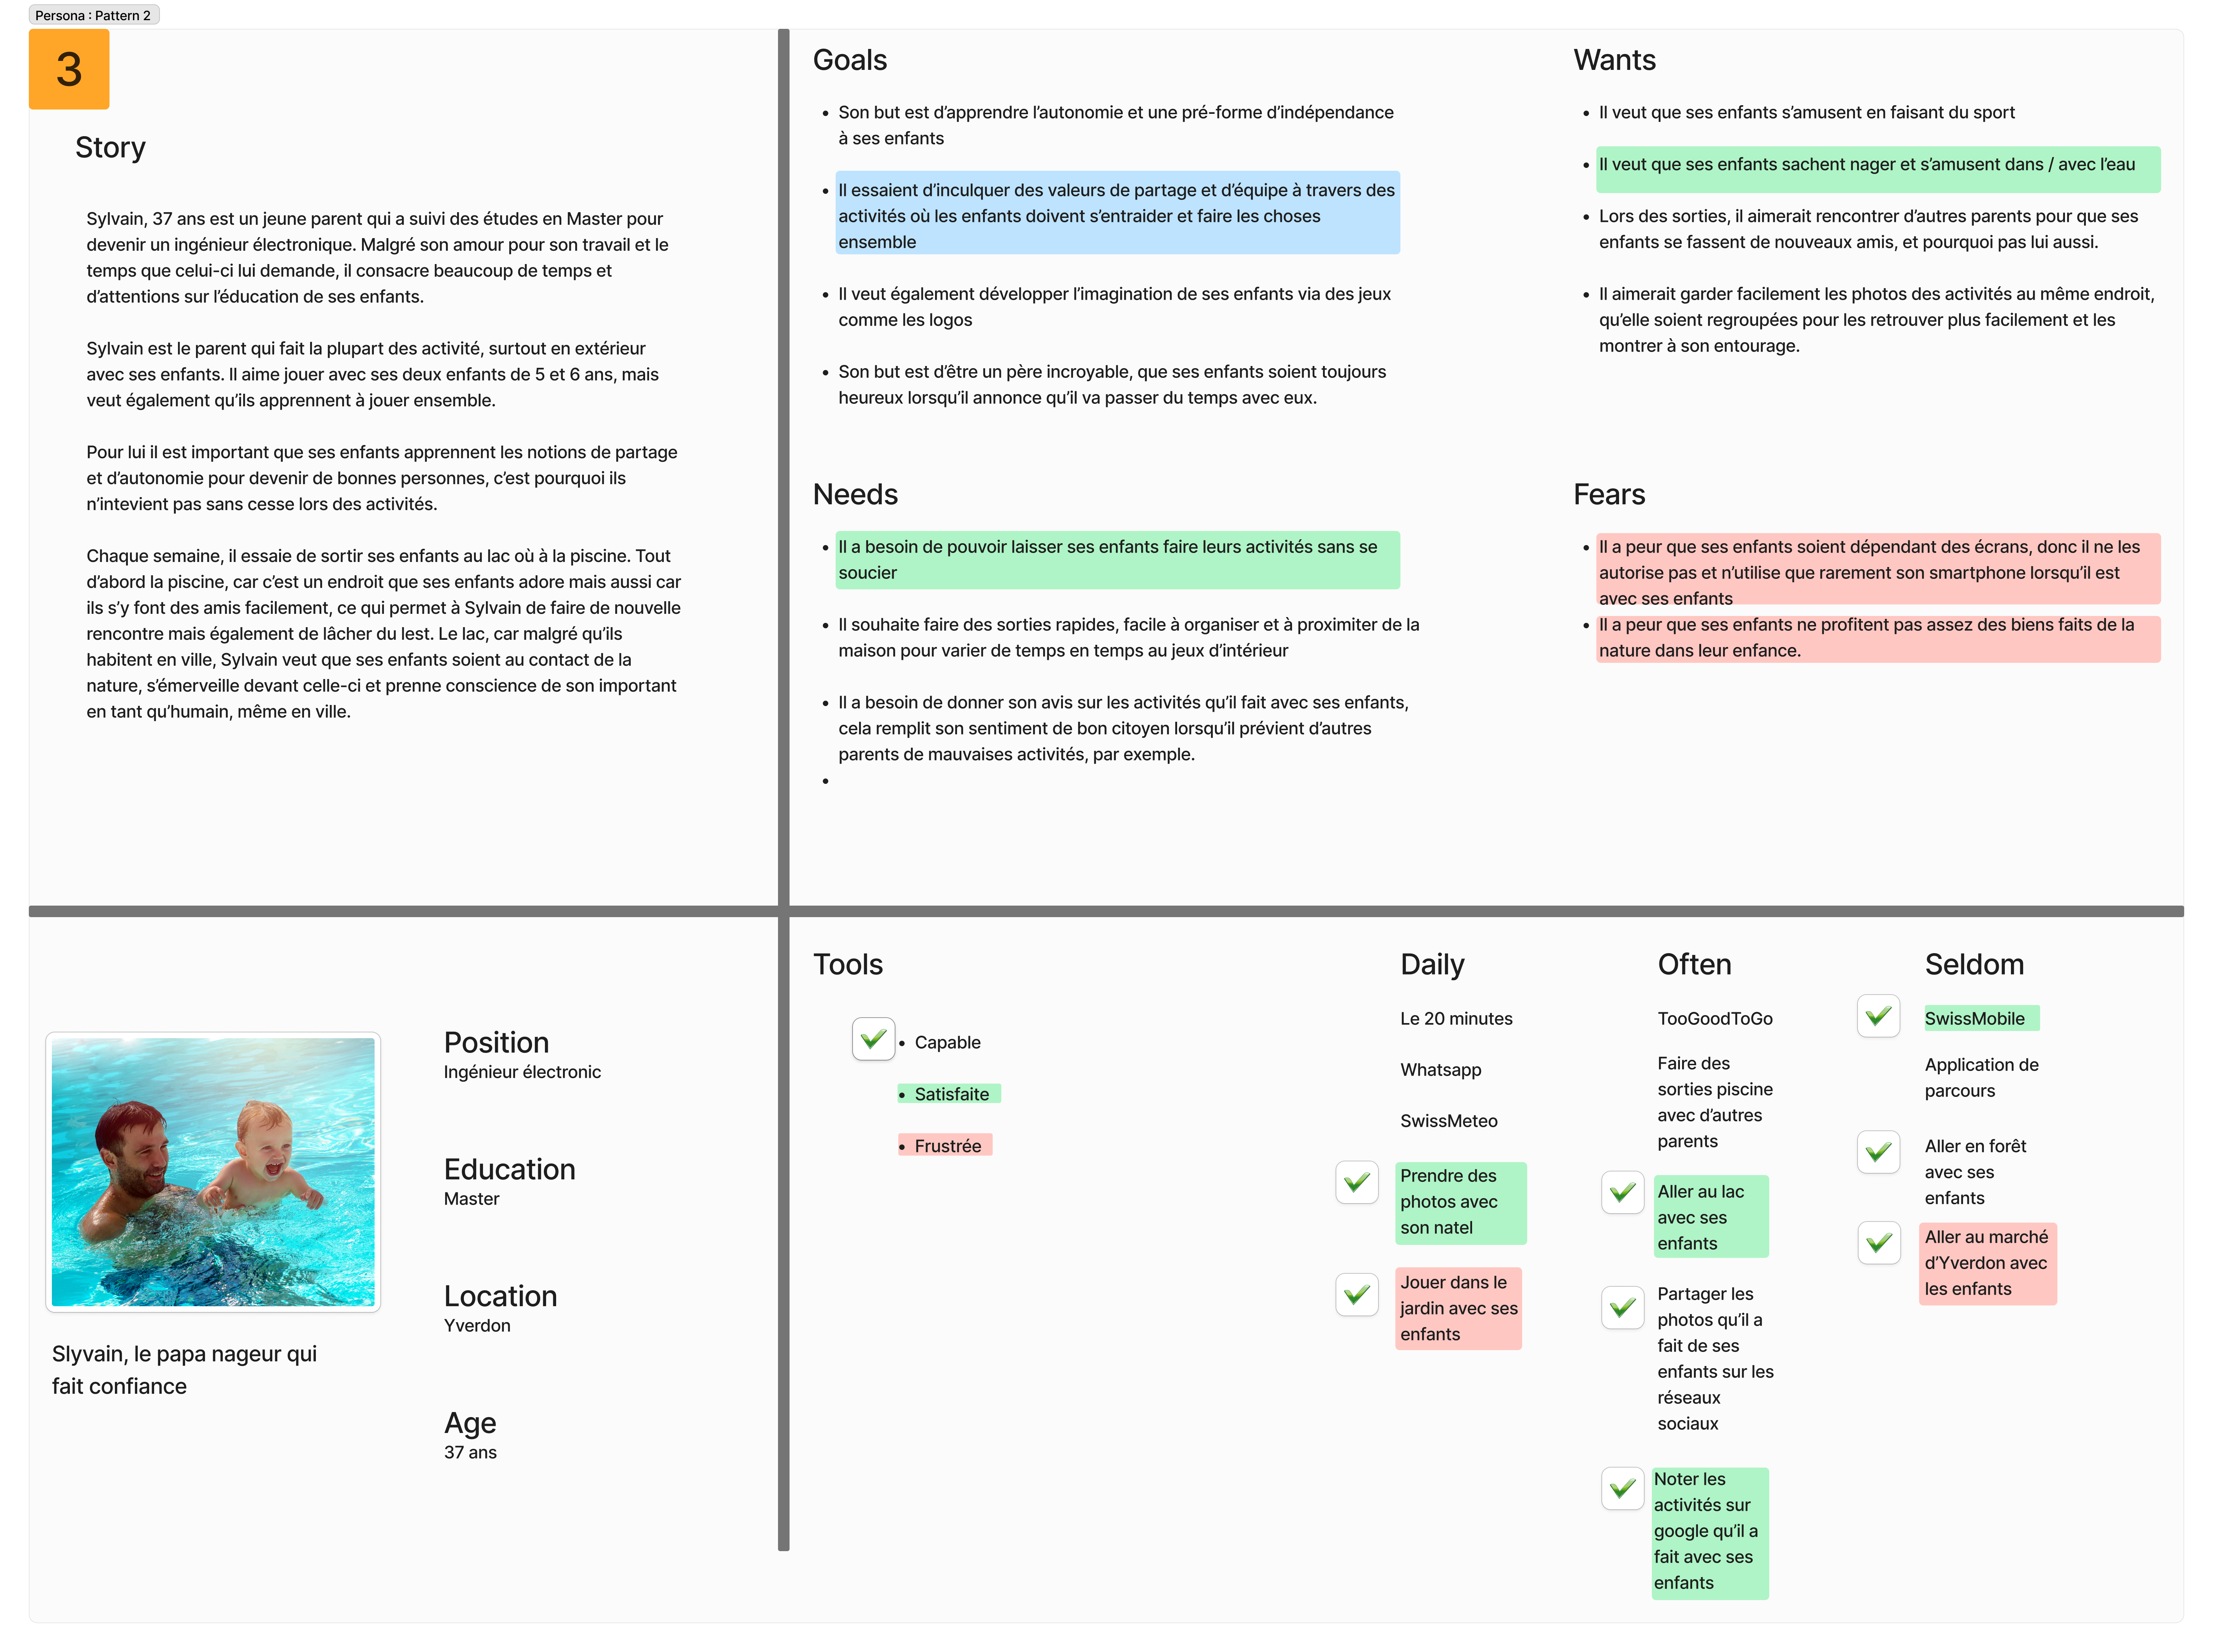 Persona : Pattern 2
3
Story
Sylvain, 37 ans est un jeune parent qui a suivi des études en Master pour
devenir un ingénieur électronique. Malgré son amour pour son travail et le
temps que celui-ci lui demande, il consacre beaucoup de temps et
d’attentions sur l’éducation de ses enfants.
Sylvain est le parent qui fait la plupart des activité, surtout en extérieur
avec ses enfants. Il aime jouer avec ses deux enfants de 5 et 6 ans, mais
veut également qu’ils apprennent à jouer ensemble.
Pour lui il est important que ses enfants apprennent les notions de partage
et d’autonomie pour devenir de bonnes personnes, c’est pourquoi ils
n’intevient pas sans cesse lors des activités.
Chaque semaine, il essaie de sortir ses enfants au lac où à la piscine. Tout
d’abord la piscine, car c’est un endroit que ses enfants adore mais aussi car
ils s’y font des amis facilement, ce qui permet à Sylvain de faire de nouvelle
rencontre mais également de lâcher du lest. Le lac, car malgré qu’ils
habitent en ville, Sylvain veut que ses enfants soient au contact de la
nature, s’émerveille devant celle-ci et prenne conscience de son important
en tant qu’humain, même en ville.
Goals
• Son but est d’apprendre l’autonomie et une pré-forme d’indépendance
à ses enfants
• Il essaient d’inculquer des valeurs de partage et d’équipe à travers des
activités où les enfants doivent s’entraider et faire les choses
ensemble
• Il veut également développer l’imagination de ses enfants via des jeux
comme les logos
• Son but est d’être un père incroyable, que ses enfants soient toujours
heureux lorsqu’il annonce qu’il va passer du temps avec eux.
Wants
• Il veut que ses enfants s’amusent en faisant du sport
• Il veut que ses enfants sachent nager et s’amusent dans / avec l’eau
• Lors des sorties, il aimerait rencontrer d’autres parents pour que ses
enfants se fassent de nouveaux amis, et pourquoi pas lui aussi.
• Il aimerait garder facilement les photos des activités au même endroit,
qu’elle soient regroupées pour les retrouver plus facilement et les
montrer à son entourage.
Needs
• Il a besoin de pouvoir laisser ses enfants faire leurs activités sans se
soucier
• Il souhaite faire des sorties rapides, facile à organiser et à proximiter de la
maison pour varier de temps en temps au jeux d’intérieur
• Il a besoin de donner son avis sur les activités qu’il fait avec ses enfants,
cela remplit son sentiment de bon citoyen lorsqu’il prévient d’autres
parents de mauvaises activités, par exemple.
•
Fears
• Il a peur que ses enfants soient dépendant des écrans, donc il ne les
autorise pas et n’utilise que rarement son smartphone lorsqu’il est
avec ses enfants
• Il a peur que ses enfants ne profitent pas assez des biens faits de la
nature dans leur enfance.
Slyvain, le papa nageur qui
fait confiance
Position
Ingénieur électronic
Education
Master
Location
Yverdon
Age
37 ans
Tools
• Capable
• Satisfaite
• Frustrée
Daily
Le 20 minutes
Whatsapp
SwissMeteo
Prendre des
photos avec
son natel
Jouer dans le
jardin avec ses
enfants
Often
TooGoodToGo
Faire des
sorties piscine
avec d’autres
parents
Aller au lac
avec ses
enfants
Partager les
photos qu’il a
fait de ses
enfants sur les
réseaux
sociaux
Noter les
activités sur
google qu’il a
fait avec ses
enfants
Seldom
SwissMobile
Application de
parcours
Aller en forêt
avec ses
enfants
Aller au marché
d’Yverdon avec
les enfants